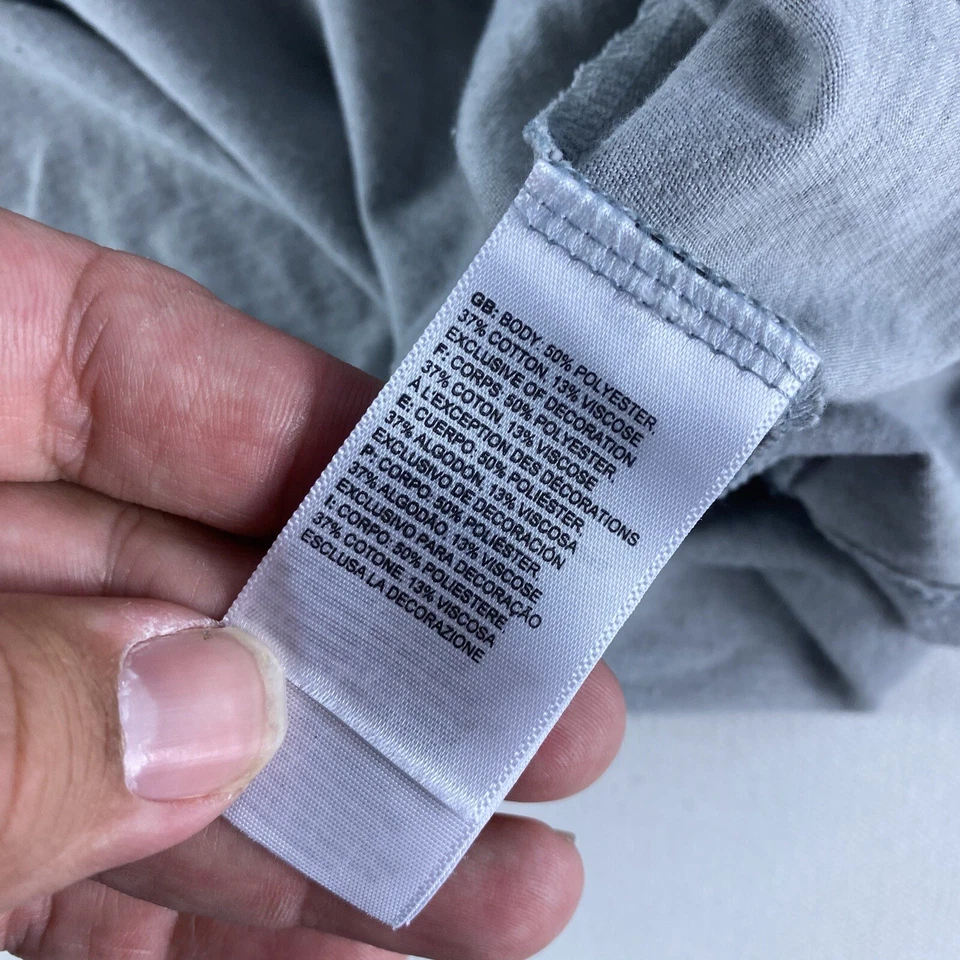 GB: BODY: 50% POLYESTER
37% COTTON, 13% VISCOSE
EXCLUSIVE OF DECORATION
F: CORPS: 50% POLYESTER
37% COTON, 13% VISCOSE
À L'EXCEPTION DES DÉCORATIONS
E: CUERPO: 50% POLIÉSTER
37% ALGODÓN, 13% VISCOSA
EXCLUSIVO DE DECORACIÓN
P: CORPO: 50% POLIÉSTER
37% ALGODÃO, 13% VISCOSE
EXCLUSIVO PARA DECORAÇÃO
I: CORPO: 50% POLIESTERE
37% COTONE, 13% VISCOSA
ESCLUSA LA DECORAZIONE